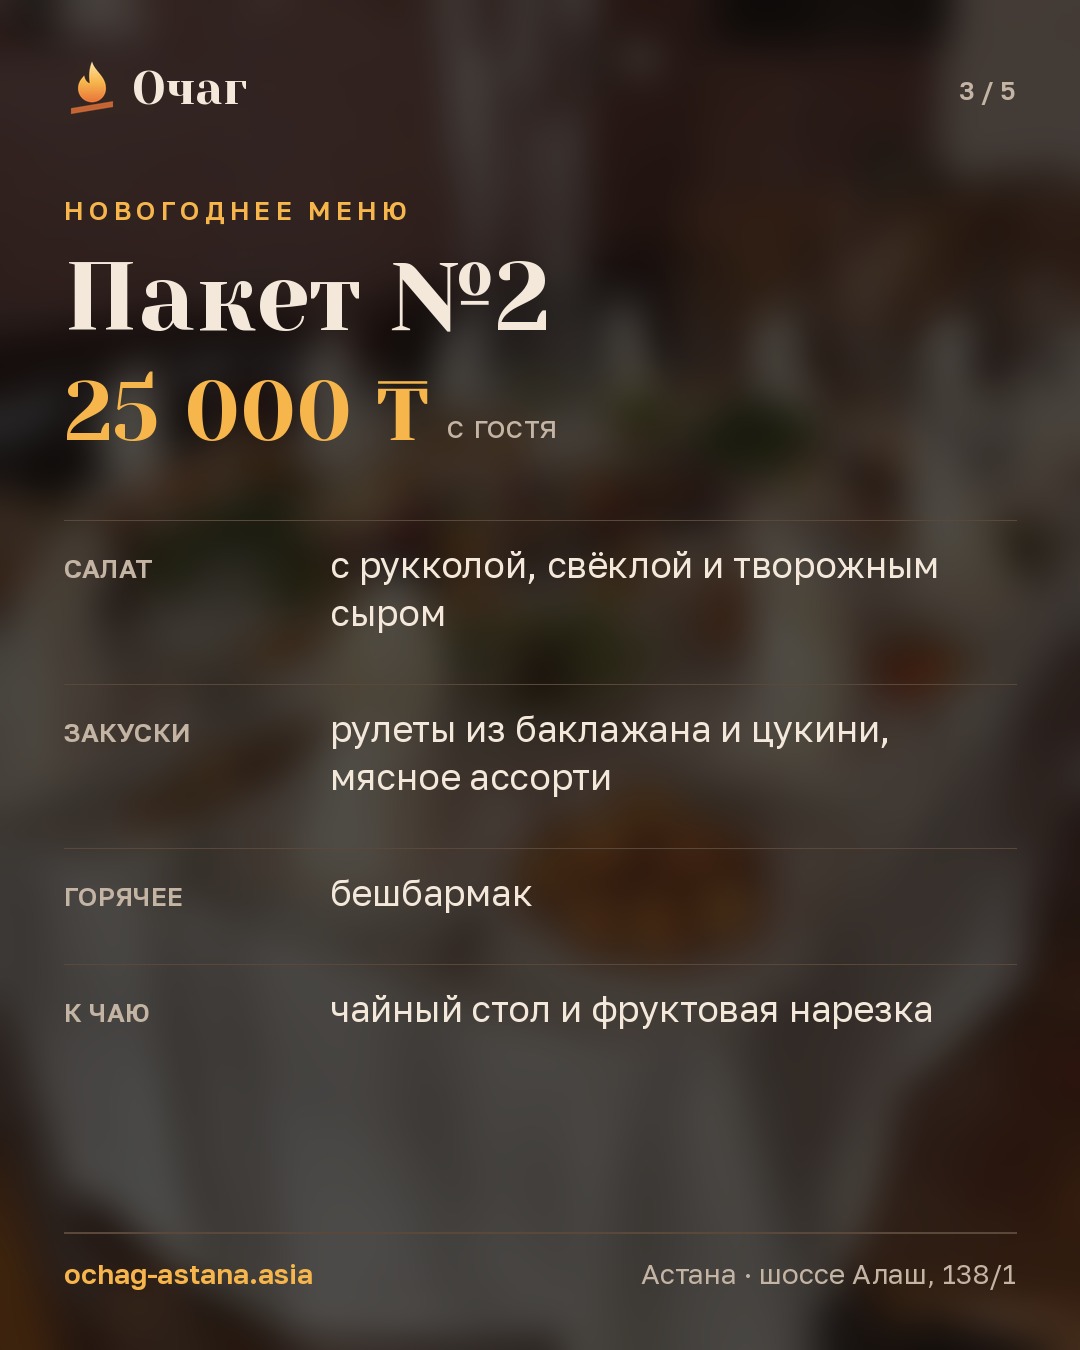 Очаг
3 / 5
НОВОГОДНЕЕ МЕНЮ
Пакет №2
25 000 ₸ с гостя
САЛАТ
с рукколой, свёклой и творожным
сыром
ЗАКУСКИ
рулеты из баклажана и цукини,
мясное ассорти
ГОРЯЧЕЕ
бешбармак
К ЧАЮ
чайный стол и фруктовая нарезка
ochag-astana.asia
Астана · шоссе Алаш, 138/1